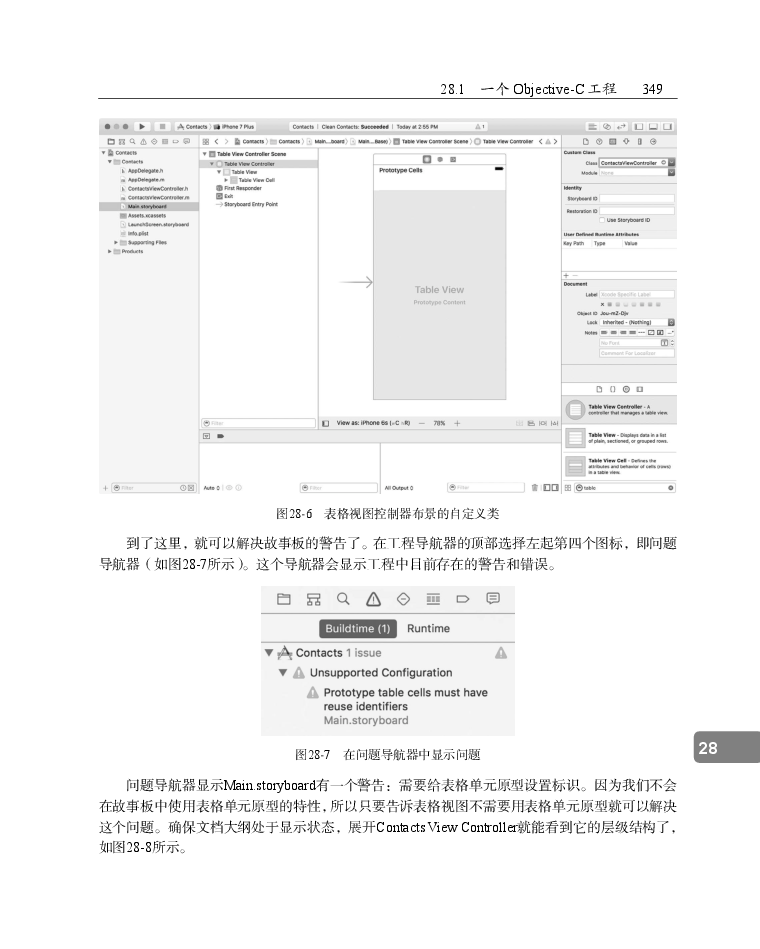 28.1 一个 Objective-C 工程 349
Contacts iPhone 7 Plus Contacts | Clean Contacts: Succeeded | Today at 2:55 PM 1
Contacts
Contacts
AppDelegate.h
AppDelegate.m
ContactsViewController.h
ContactsViewController.m
Main.storyboard
Assets.xcassets
LaunchScreen.storyboard
Info.plist
Supporting Files
Products
Filter
Contacts Contacts Main....board Main....Base) Table View Controller Scene Table View Controller
Table View Controller Scene
Table View Controller
Table View
Table View Cell
First Responder
Exit
Storyboard Entry Point
Filter
Prototype Cells
Table View
Prototype Content
View as: iPhone 6s (wC hR) — 78% +
Auto
Filter
All Output
Filter
Custom Class
Class ContactsViewController
Module None
Identity
Storyboard ID
Restoration ID
Use Storyboard ID
User Defined Runtime Attributes
Key Path Type Value
+ −
Document
Label Xcode Specific Label
Object ID Jou-mZ-Djv
Lock Inherited - (Nothing)
Notes
No Font
Comment For Localizer
Table View Controller - A
controller that manages a table view.
Table View - Displays data in a list
of plain, sectioned, or grouped rows.
Table View Cell - Defines the
attributes and behavior of cells (rows)
in a table view.
table
图28-6 表格视图控制器布景的自定义类
到了这里，就可以解决故事板的警告了。在工程导航器的顶部选择左起第四个图标，即问题
导航器（如图28-7所示）。这个导航器会显示工程中目前存在的警告和错误。
Buildtime (1) Runtime
Contacts 1 issue
Unsupported Configuration
Prototype table cells must have
reuse identifiers
Main.storyboard
图28-7 在问题导航器中显示问题
28
问题导航器显示Main.storyboard有一个警告：需要给表格单元原型设置标识。因为我们不会
在故事板中使用表格单元原型的特性，所以只要告诉表格视图不需要用表格单元原型就可以解决
这个问题。确保文档大纲处于显示状态，展开Contacts View Controller就能看到它的层级结构了，
如图28-8所示。